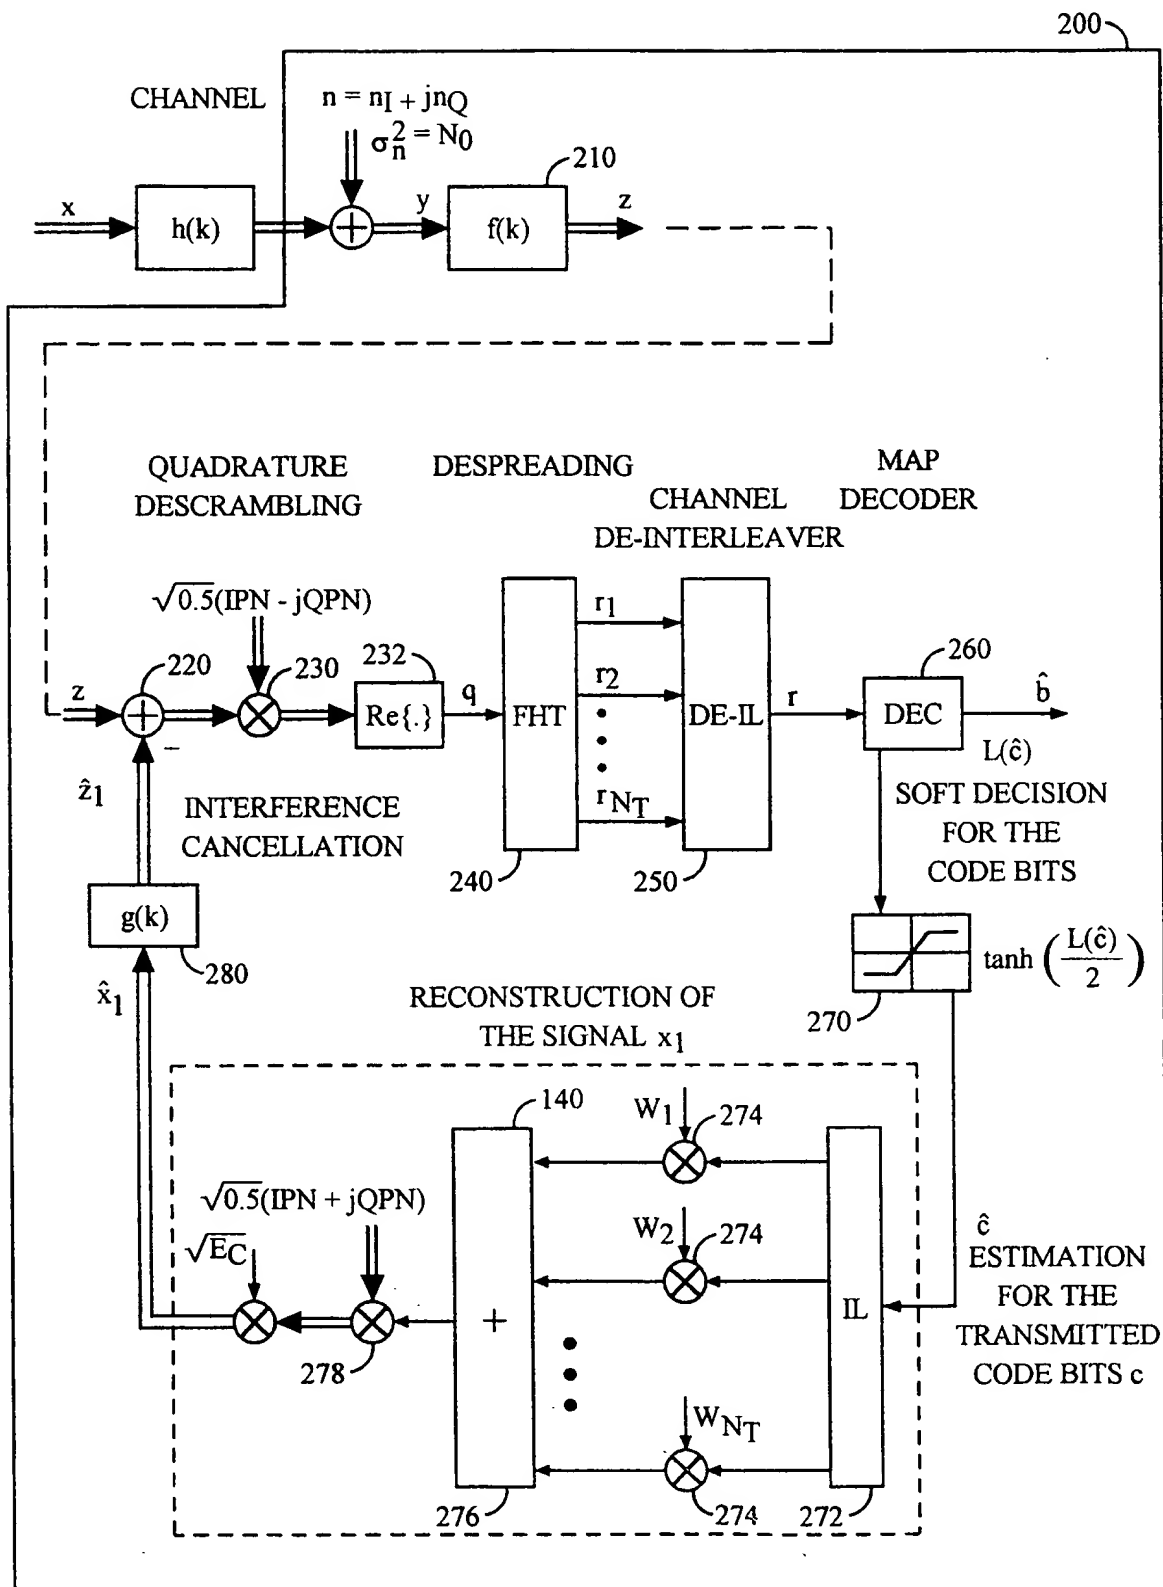 200
CHANNEL
n = nI + jnQ
σn² = N0
210
x
h(k)
+
y
f(k)
z
QUADRATURE
DESCRAMBLING
DESPREADING
MAP
DECODER
CHANNEL
DE-INTERLEAVER
√0.5(IPN - jQPN)
220
230
232
260
z
+
−
Re{.}
q
FHT
r1
r2
rNT
DE-IL
r
DEC
b̂
L(ĉ)
ẑ1
INTERFERENCE
CANCELLATION
240
250
SOFT DECISION
FOR THE
CODE BITS
g(k)
280
x̂1
tanh (L(ĉ)/2)
270
RECONSTRUCTION OF
THE SIGNAL x1
140
W1
274
√0.5(IPN + jQPN)
√EC
W2
274
278
+
IL
ĉ
ESTIMATION
FOR THE
TRANSMITTED
CODE BITS c
WNT
276
274
272